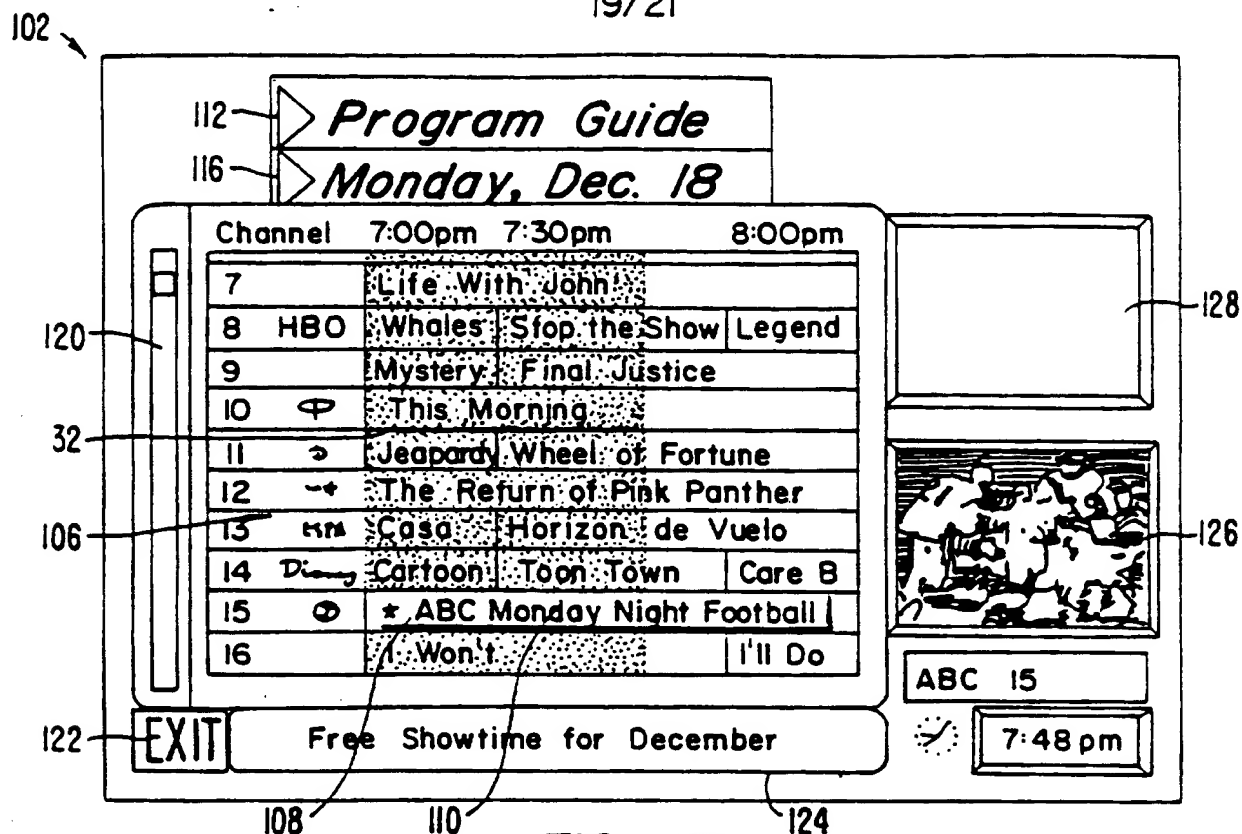 19/21
102
112
Program Guide
116
Monday, Dec. 18
Channel 7:00pm 7:30pm 8:00pm
7 Life With John
8 HBO Whales Stop the Show Legend
128
120
9 Mystery Final Justice
10 This Morning
32
11 Jeapardy Wheel of Fortune
12 The Return of Pink Panther
106
13 Casa Horizon de Vuelo
126
14 Disney Cartoon Toon Town Care B
15 * ABC Monday Night Football
16 I Won't I'll Do
ABC 15
122
EXIT Free Showtime for December
7:48 pm
108 110 124